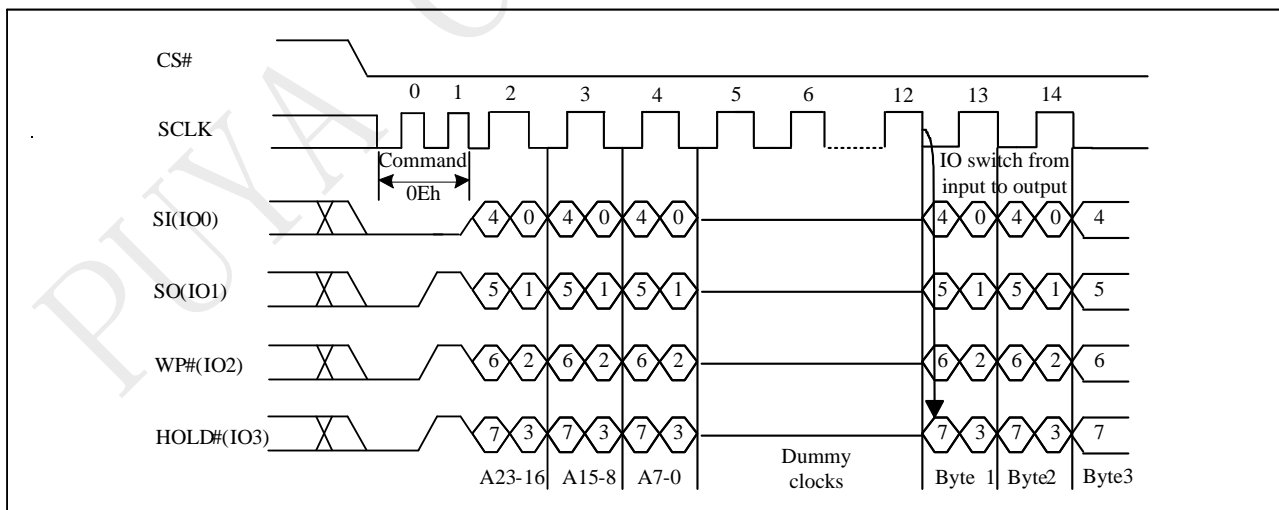 PUYA
CS#
0 1 2 3 4 5 6 12 13 14
SCLK
Command
0Eh
IO switch from
input to output
SI(IO0)
4 0 4 0 4 0 4 0 4 0 4
SO(IO1)
5 1 5 1 5 1 5 1 5 1 5
WP#(IO2)
6 2 6 2 6 2 6 2 6 2 6
HOLD#(IO3)
7 3 7 3 7 3 7 3 7 3 7
A23-16 A15-8 A7-0
Dummy
clocks
Byte 1 Byte2 Byte3